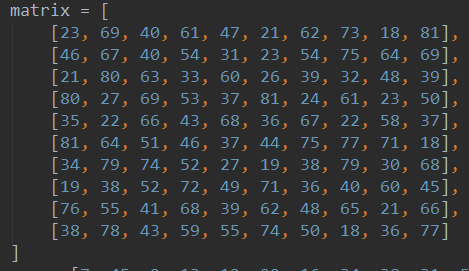 matrix = [
[23, 69, 40, 61, 47, 21, 62, 73, 18, 81],
[46, 67, 40, 54, 31, 23, 54, 75, 64, 69],
[21, 80, 63, 33, 60, 26, 39, 32, 48, 39],
[80, 27, 69, 53, 37, 81, 24, 61, 23, 50],
[35, 22, 66, 43, 68, 36, 67, 22, 58, 37],
[81, 64, 51, 46, 37, 44, 75, 77, 71, 18],
[34, 79, 74, 52, 27, 19, 38, 79, 30, 68],
[19, 38, 52, 72, 49, 71, 36, 40, 60, 45],
[76, 55, 41, 68, 39, 62, 48, 65, 21, 66],
[38, 78, 43, 59, 55, 74, 50, 18, 36, 77]
]